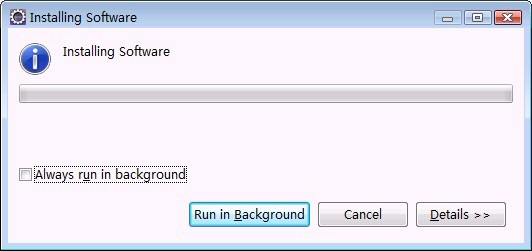 Installing Software
Installing Software
Always run in background
Run in Background
Cancel
Details >>